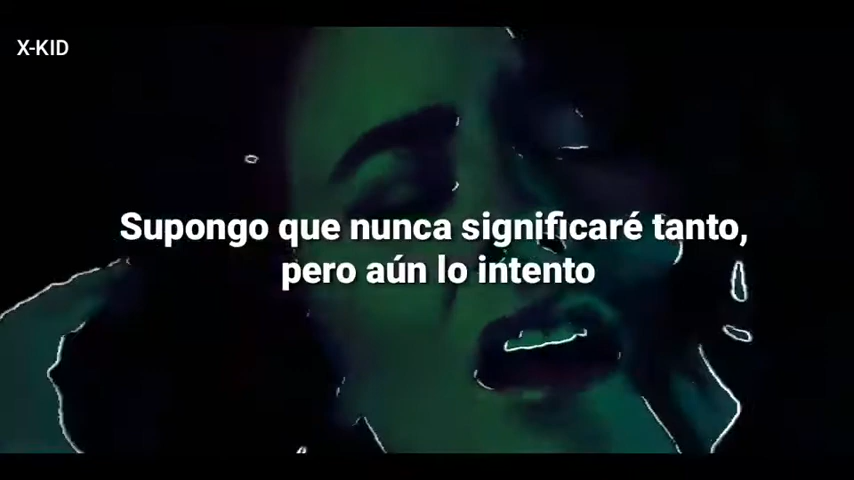 X-KID
Supongo que nunca significaré tanto,
pero aún lo intento